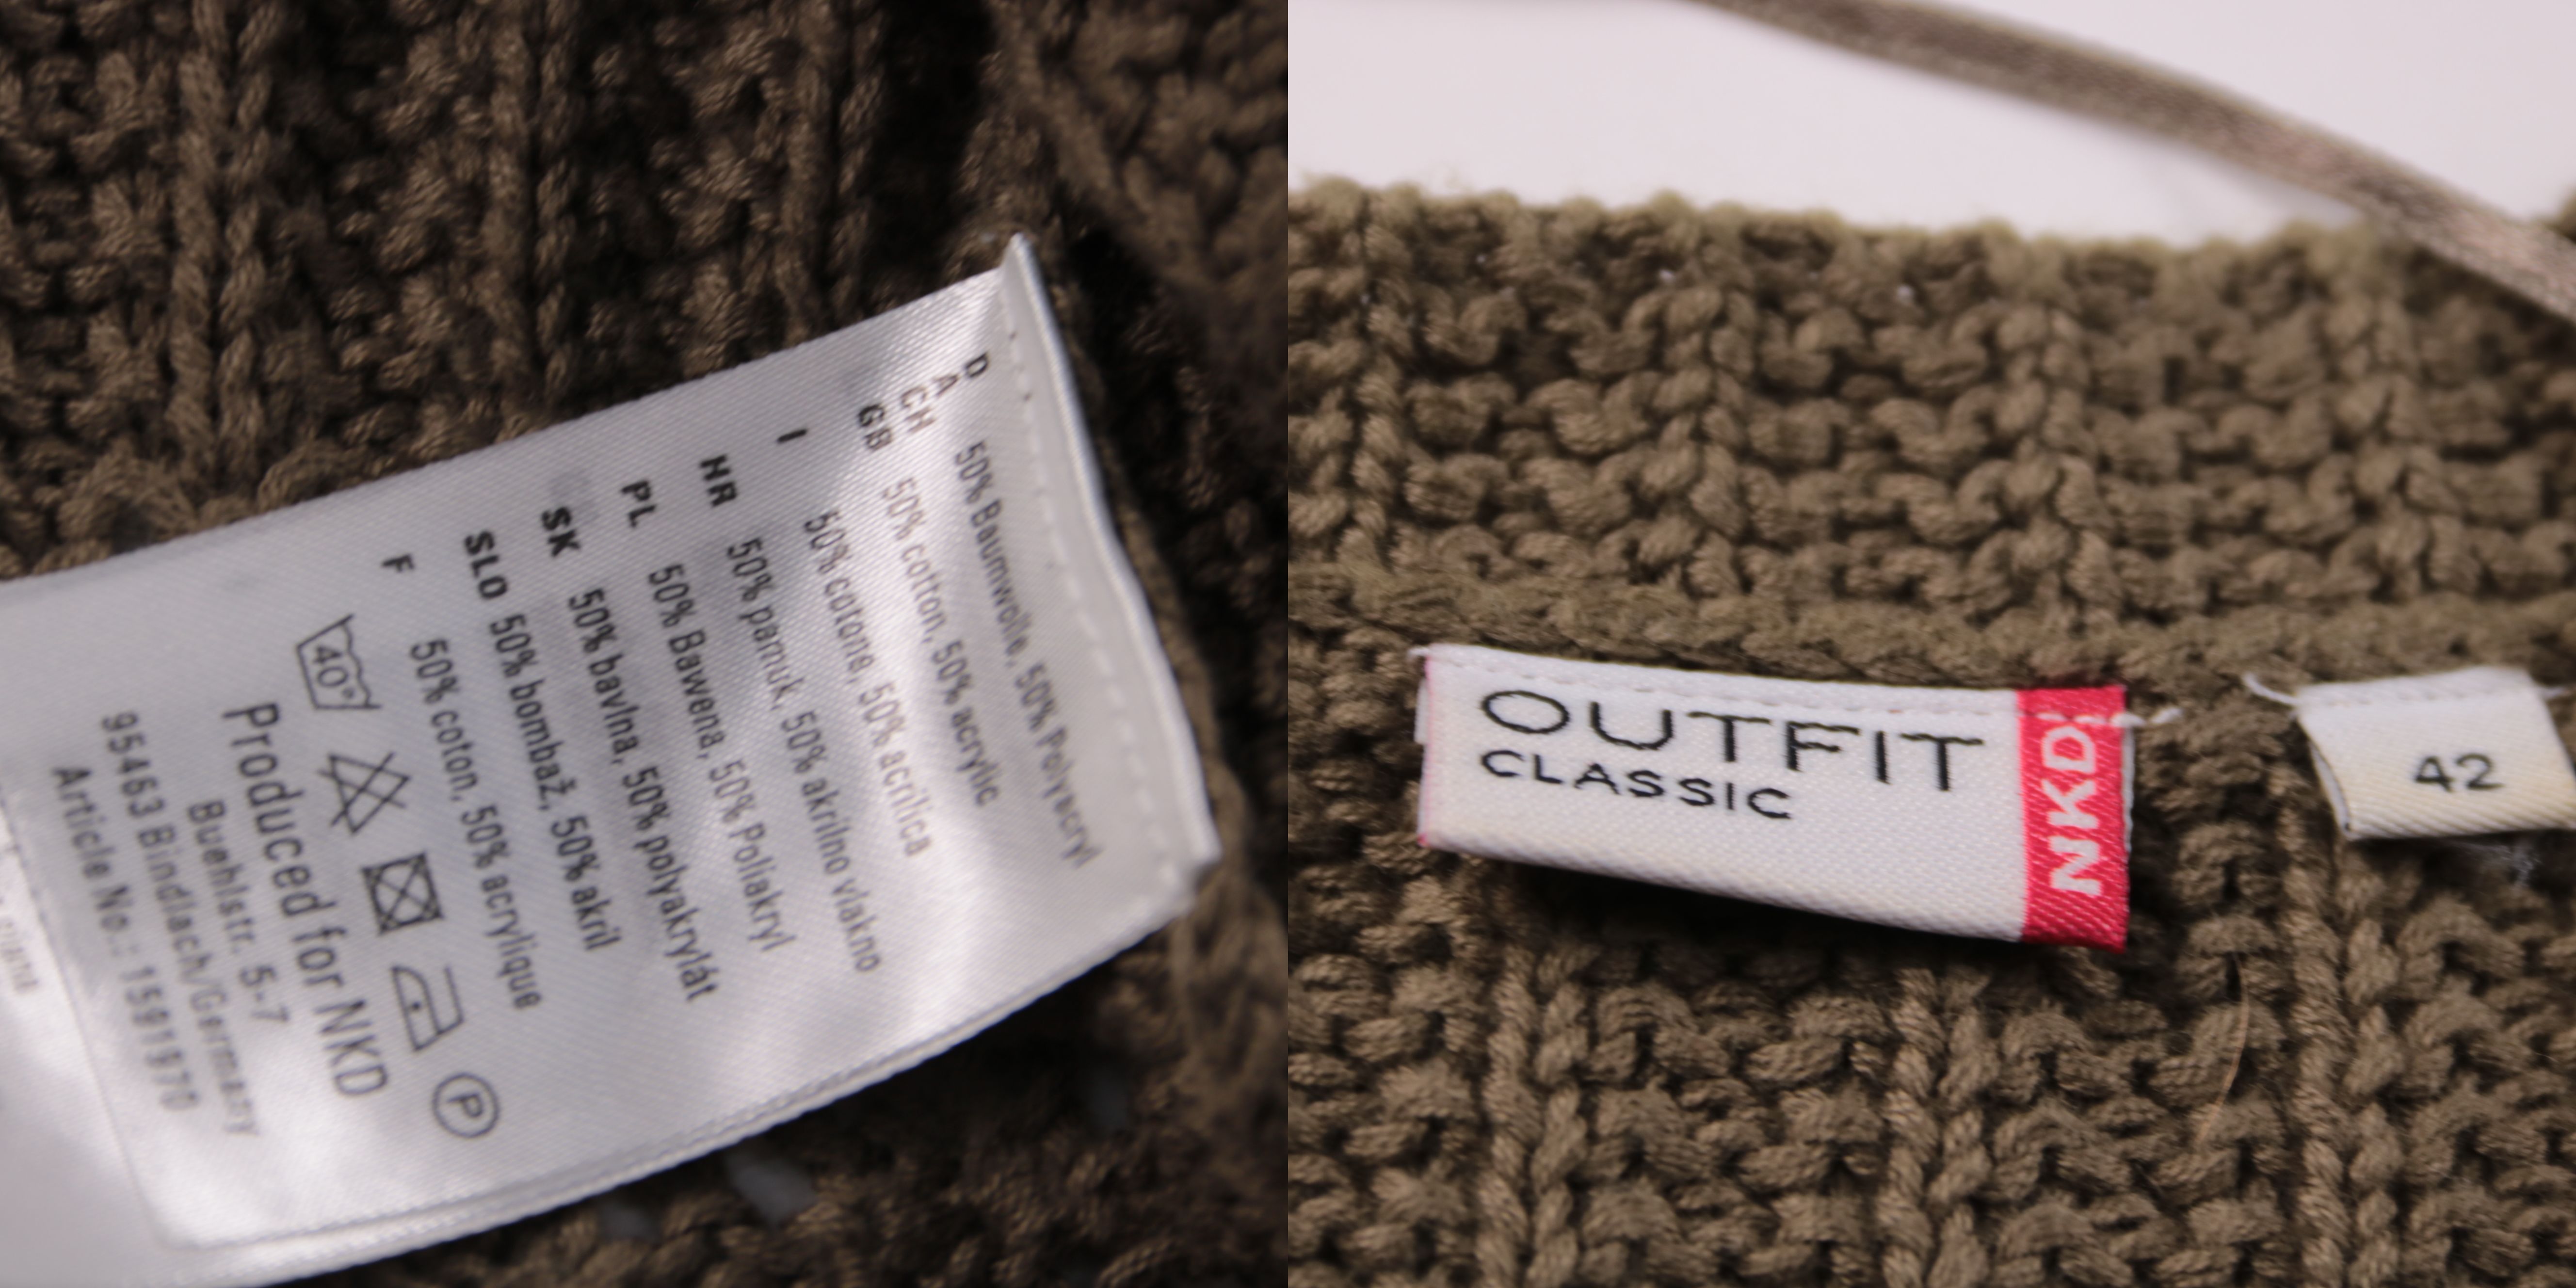 D
A
CH 50% Baumwolle, 50% Polyacryl
GB 50% cotton, 50% acrylic
I 50% cotone, 50% acrilica
HR 50% pamuk, 50% akrilno vlakno
PL 50% Bawełna, 50% Poliakryl
SK 50% bavlna, 50% polyakrylát
SLO 50% bombaž, 50% akril
F 50% coton, 50% acrylique
40°
P
Produced for NKD
Buehlstr. 5-7
95463 Bindlach/Germany
Article No.: 1591970
OUTFIT
CLASSIC
NKD
42